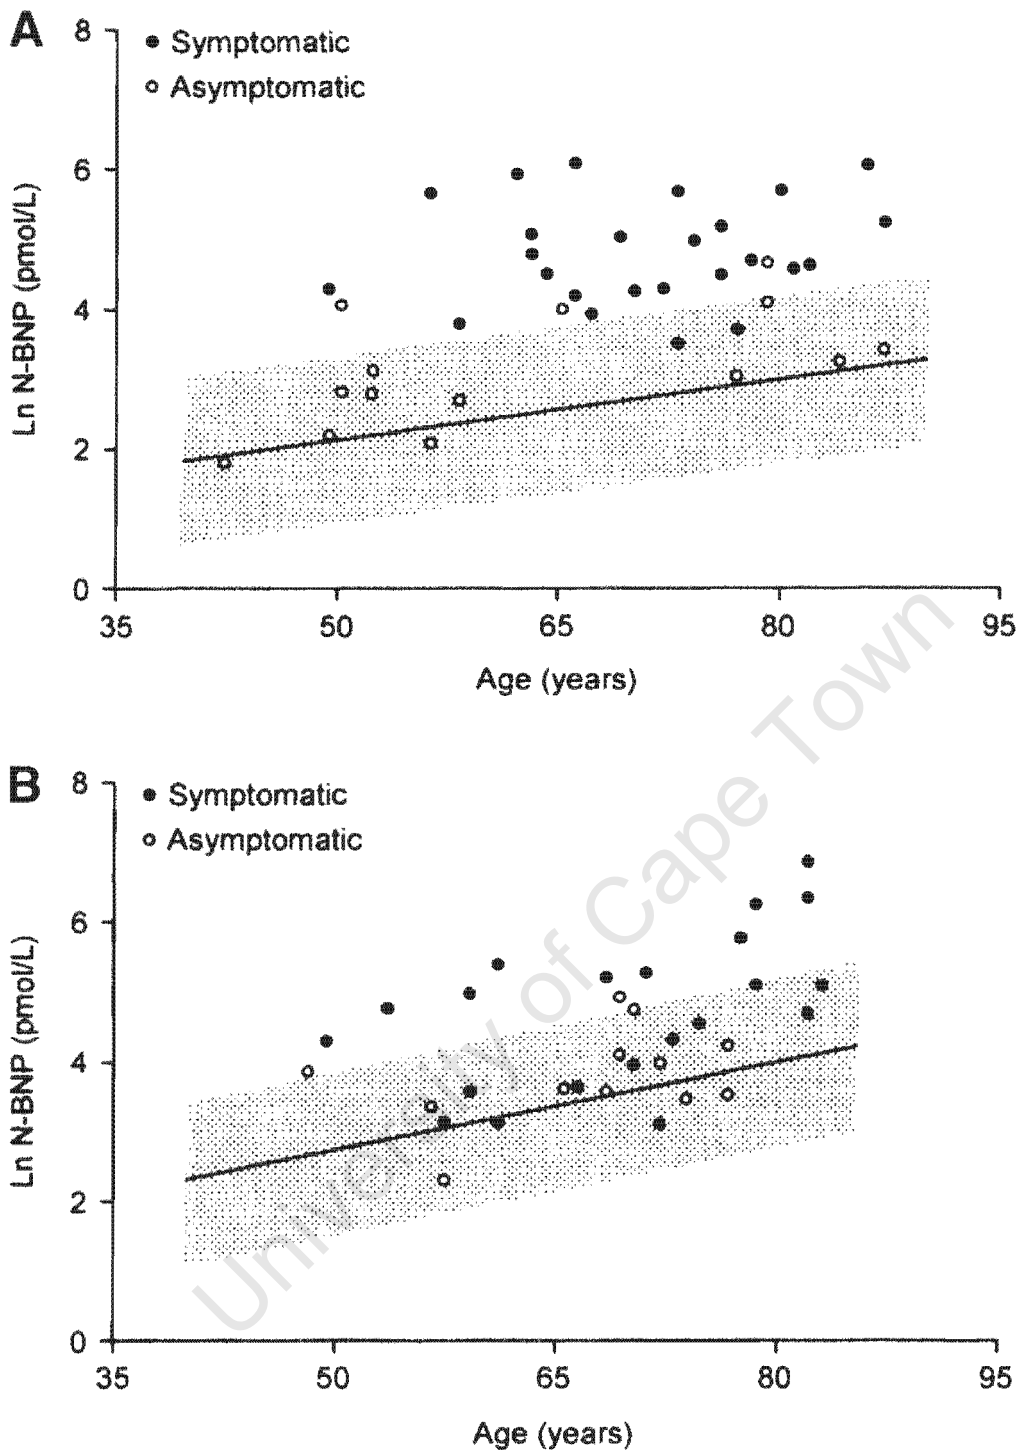 A
8
● Symptomatic
○ Asymptomatic
6
4
2
0
Ln N-BNP (pmol/L)
35 50 65 80 95
Age (years)
B
8
● Symptomatic
○ Asymptomatic
6
4
2
0
Ln N-BNP (pmol/L)
35 50 65 80 95
Age (years)
University of Cape Town